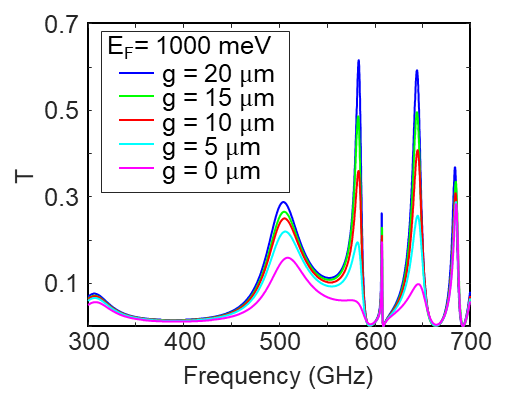 0.7
E_F= 1000 meV
g = 20 μm
g = 15 μm
0.5
g = 10 μm
g = 5 μm
g = 0 μm
0.3
T
0.1
300 400 500 600 700
Frequency (GHz)